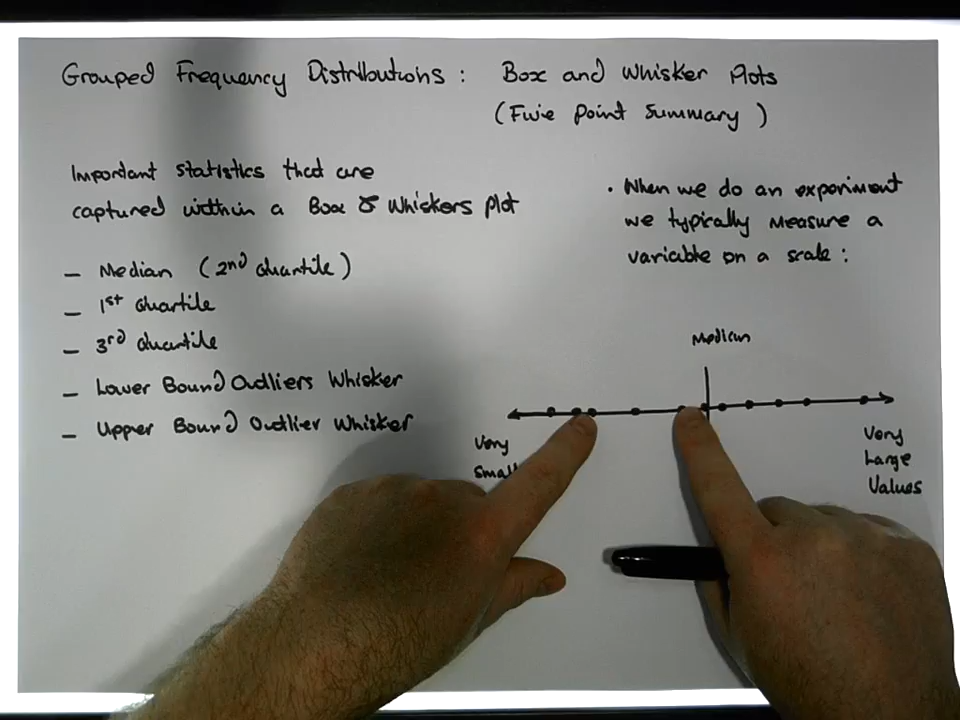 Grouped Frequency Distributions : Box and Whisker Plots
(Five Point Summary )
Important statistics that are
captured within a Box & Whiskers Plot
- Median (2nd Quartile)
- 1st Quartile
- 3rd Quartile
- Lower Bound Outliers Whisker
- Upper Bound Outlier Whisker
• When we do an experiment
we typically measure a
variable on a scale :
Median
Very
Small
Very
Large
Values